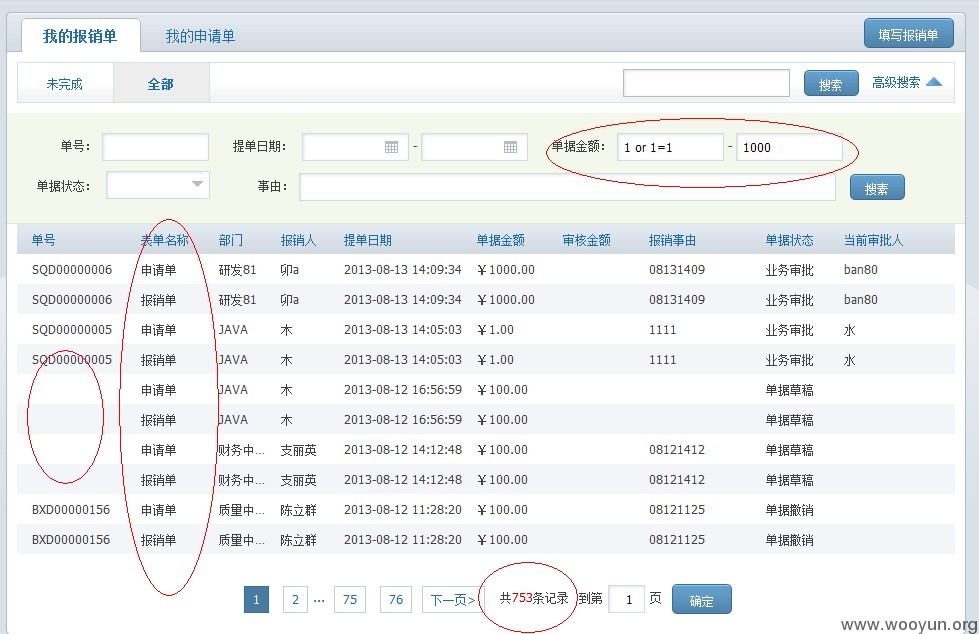 我的报销单 我的申请单 填写报销单
未完成 全部 搜索 高级搜索
单号: 提单日期: - 单据金额: 1 or 1=1 - 1000
单据状态: 事由: 搜索
单号 表单名称 部门 报销人 提单日期 单据金额 审核金额 报销事由 单据状态 当前审批人
SQD00000006 申请单 研发81 卯a 2013-08-13 14:09:34 ¥1000.00 08131409 业务审批 ban80
SQD00000006 报销单 研发81 卯a 2013-08-13 14:09:34 ¥1000.00 08131409 业务审批 ban80
SQD00000005 申请单 JAVA 木 2013-08-13 14:05:03 ¥1.00 1111 业务审批 水
SQD00000005 报销单 JAVA 木 2013-08-13 14:05:03 ¥1.00 1111 业务审批 水
申请单 JAVA 木 2013-08-12 16:56:59 ¥100.00 单据草稿
报销单 JAVA 木 2013-08-12 16:56:59 ¥100.00 单据草稿
申请单 财务中... 支丽英 2013-08-12 14:12:48 ¥100.00 08121412 单据草稿
报销单 财务中... 支丽英 2013-08-12 14:12:48 ¥100.00 08121412 单据草稿
BXD00000156 申请单 质量中... 陈立群 2013-08-12 11:28:20 ¥100.00 08121125 单据撤销
BXD00000156 报销单 质量中... 陈立群 2013-08-12 11:28:20 ¥100.00 08121125 单据撤销
1 2 ... 75 76 下一页> 共753条记录 到第 1 页 确定
www.wooyun.org